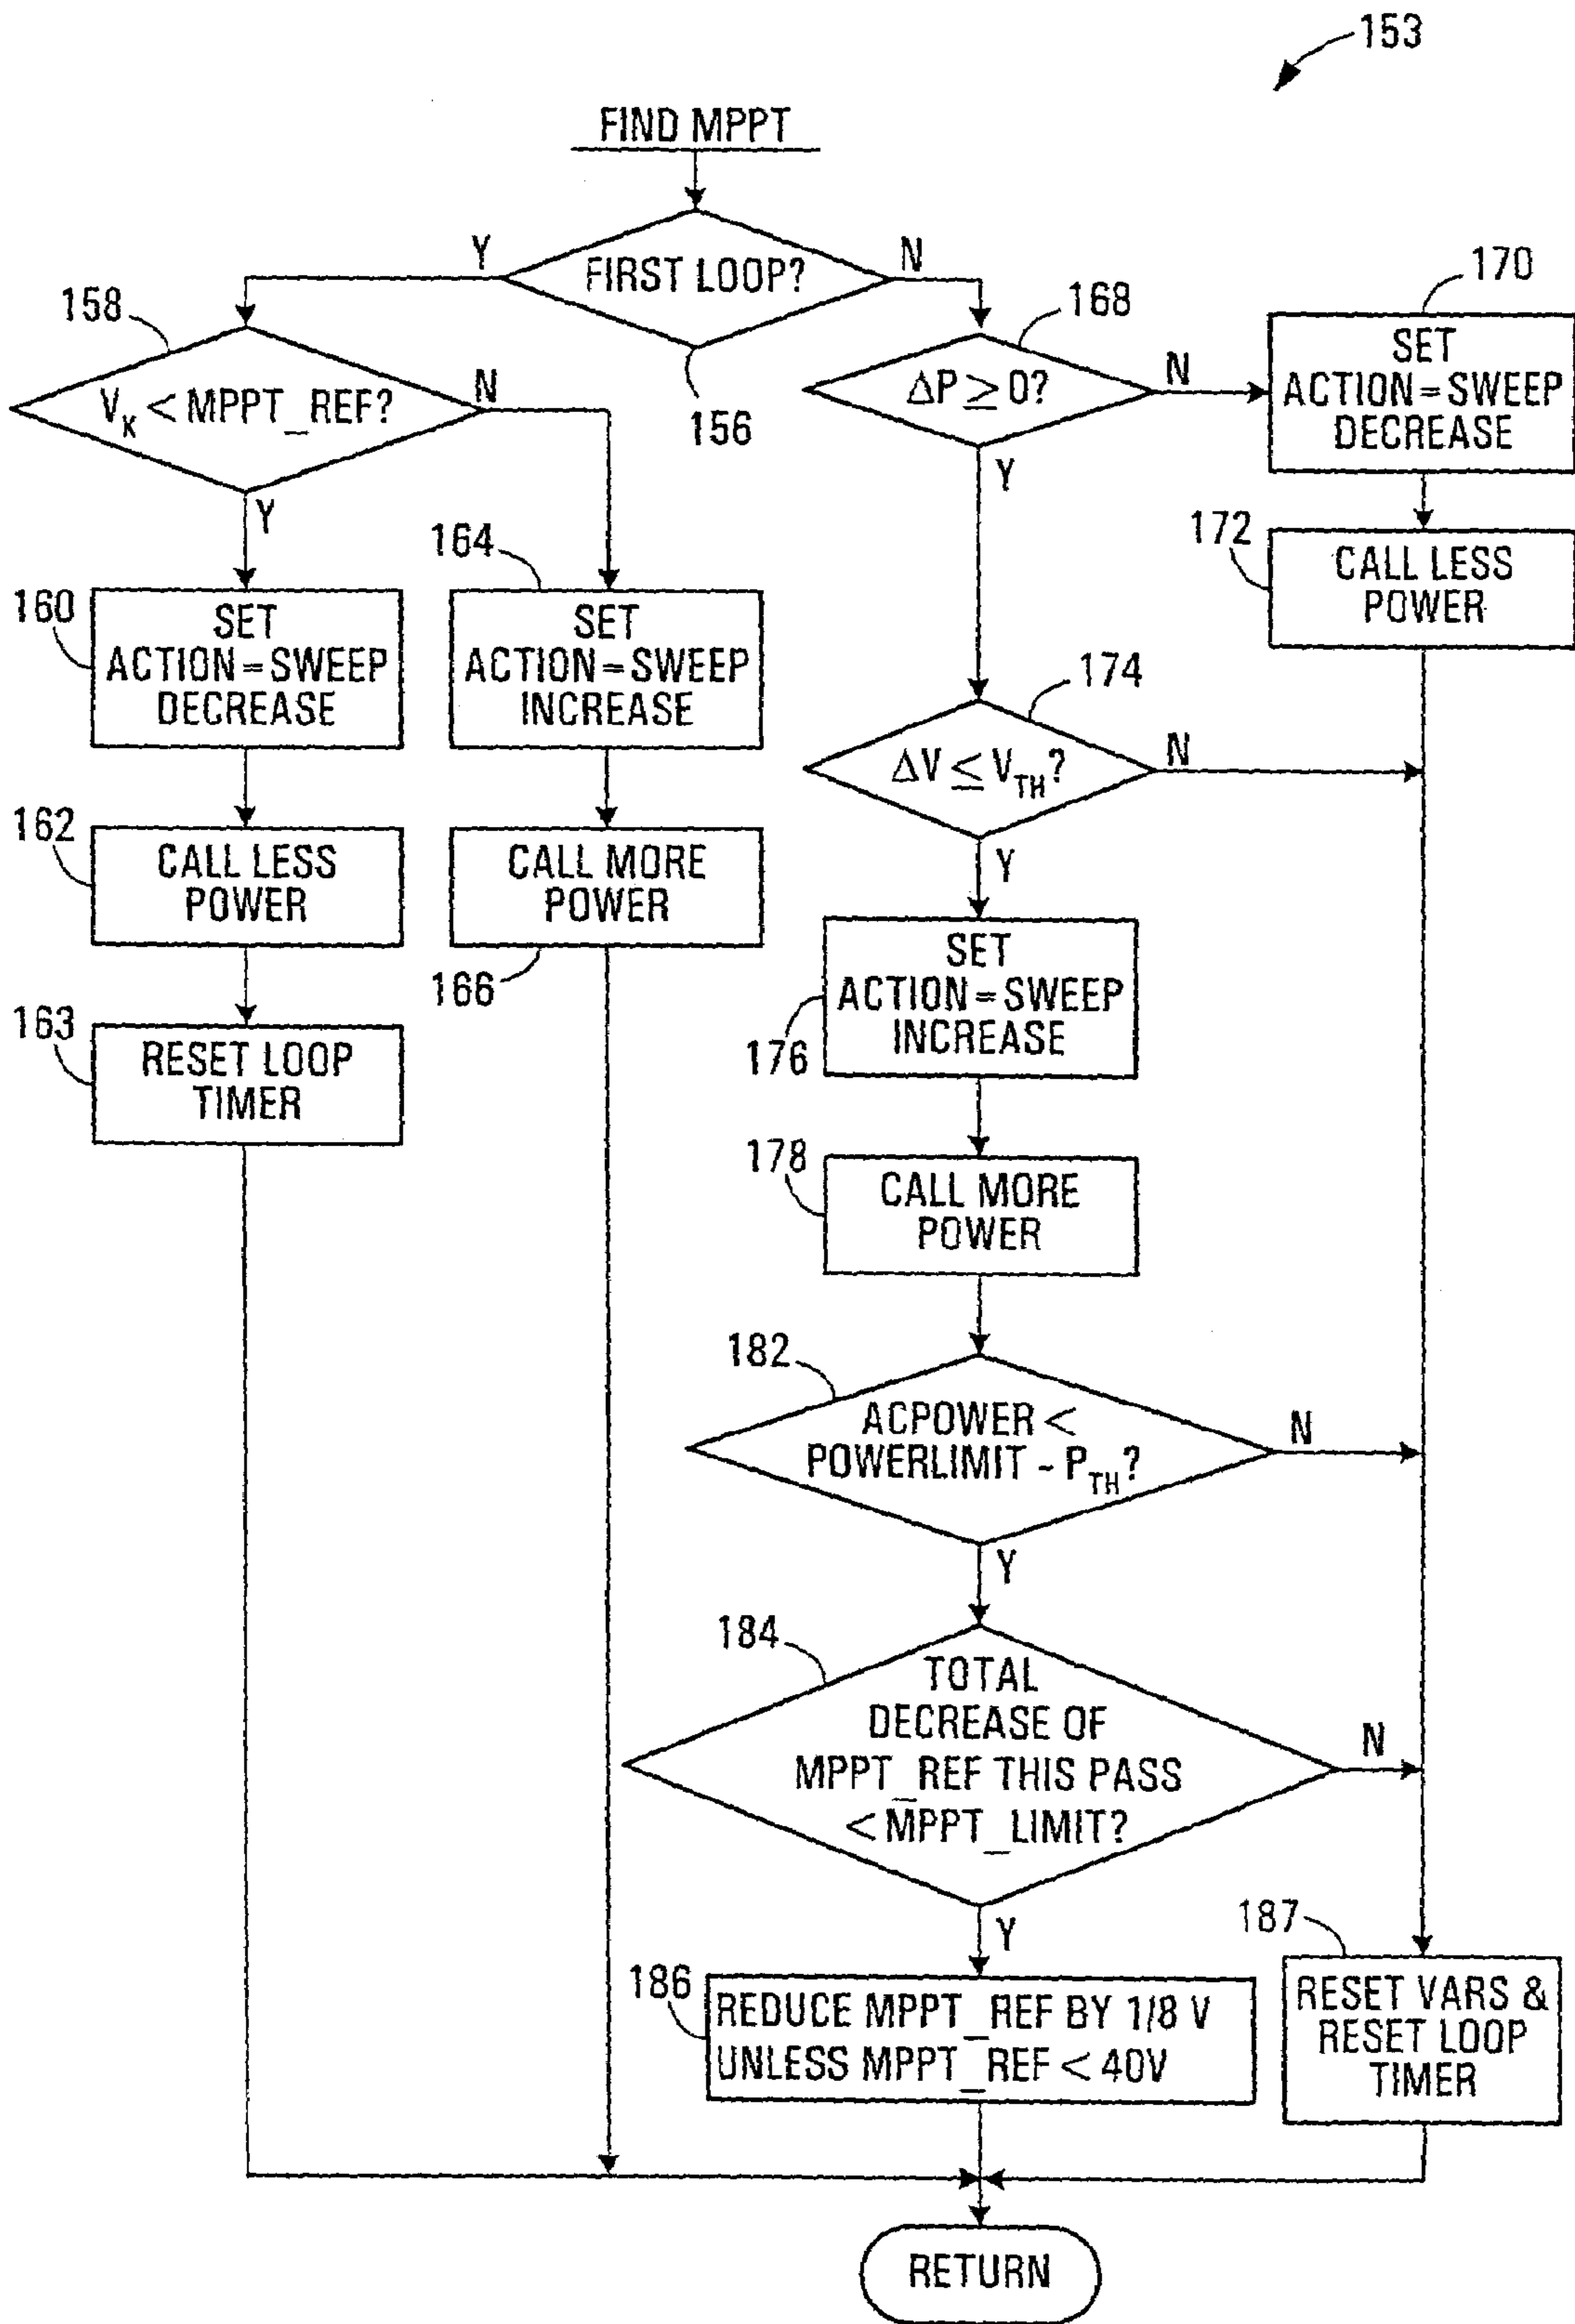 153
FIND MPPT
FIRST LOOP?
Y
N
156
158
V_K < MPPT_REF?
N
Y
168
ΔP ≥ 0?
N
Y
170
SET
ACTION = SWEEP
DECREASE
172
CALL LESS
POWER
160
SET
ACTION = SWEEP
DECREASE
164
SET
ACTION = SWEEP
INCREASE
162
CALL LESS
POWER
CALL MORE
POWER
166
163
RESET LOOP
TIMER
174
ΔV ≤ V_TH?
N
Y
176
SET
ACTION = SWEEP
INCREASE
178
CALL MORE
POWER
182
ACPOWER <
POWERLIMIT - P_TH?
N
Y
184
TOTAL
DECREASE OF
MPPT_REF THIS PASS
< MPPT_LIMIT?
N
Y
186
REDUCE MPPT_REF BY 1/8 V
UNLESS MPPT_REF < 40V
187
RESET VARS &
RESET LOOP
TIMER
RETURN